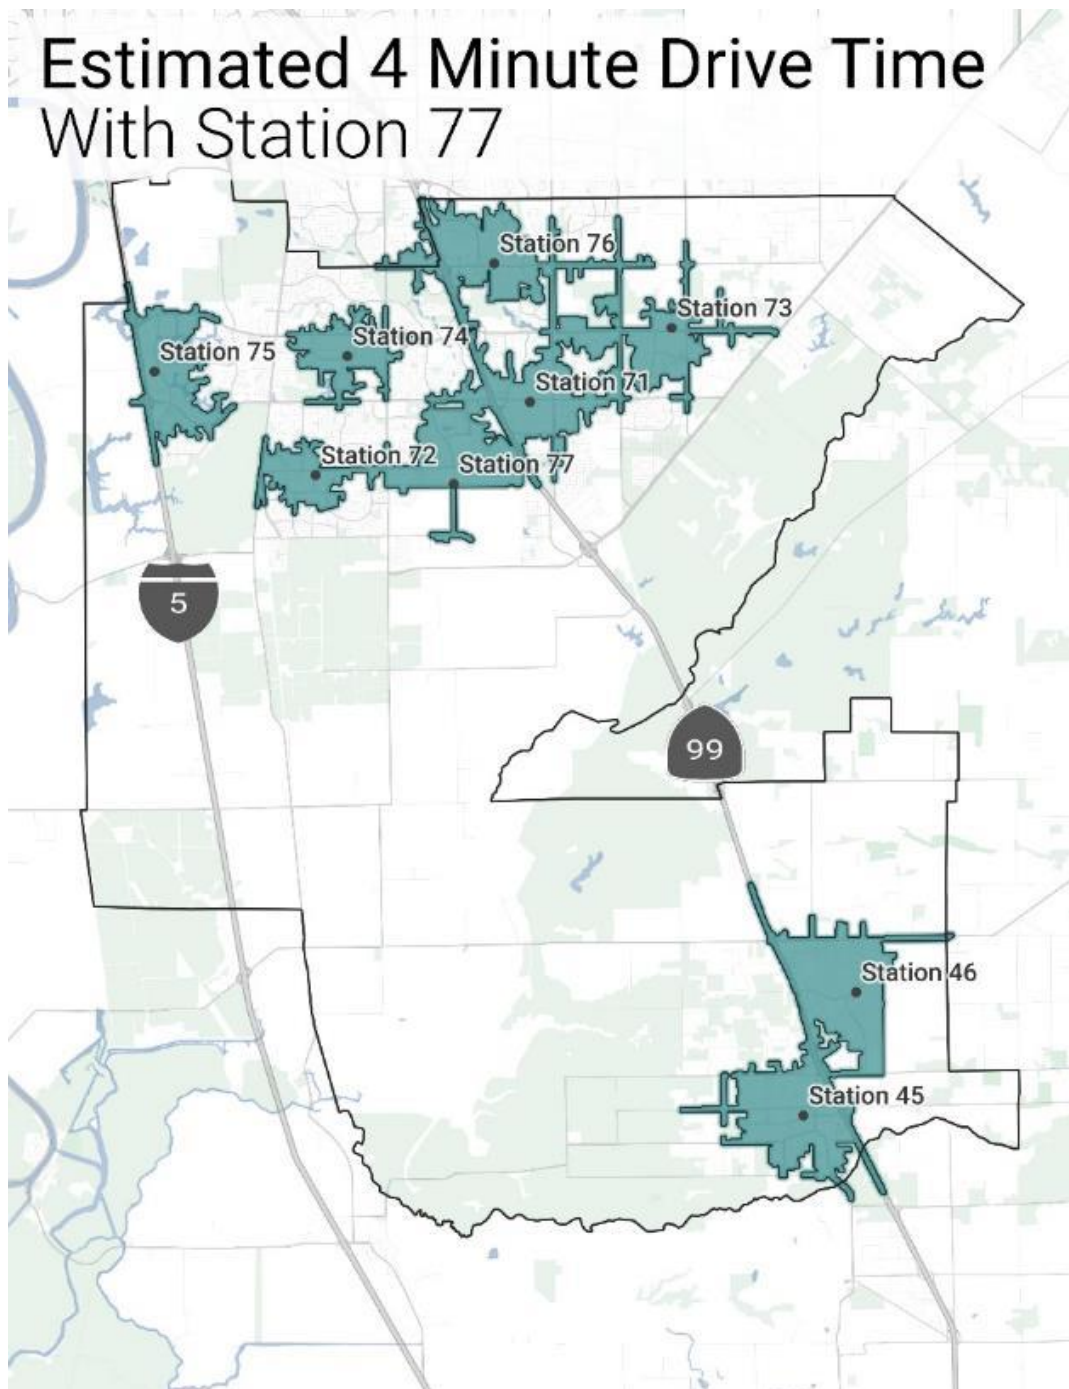 Estimated 4 Minute Drive Time
With Station 77
Station 76
Station 73
Station 74
Station 75
Station 71
Station 72
Station 77
5
99
Station 46
Station 45